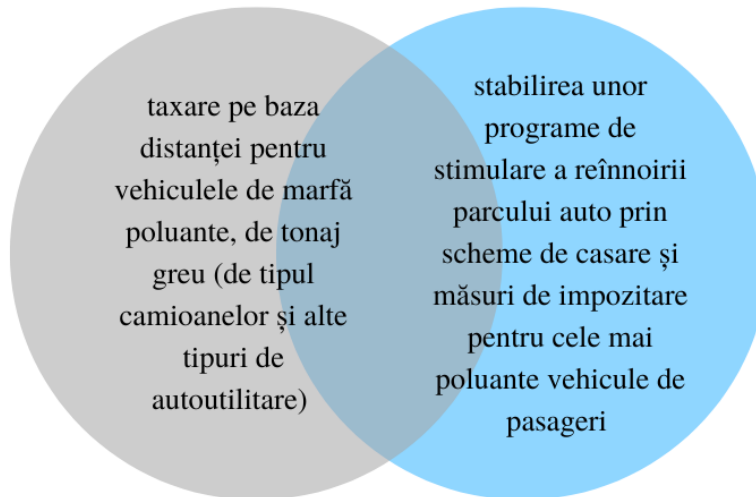 taxare pe baza
distanței pentru
vehiculele de marfă
poluante, de tonaj
greu (de tipul
camioanelor și alte
tipuri de
autoutilitare)
stabilirea unor
programe de
stimulare a reînnoirii
parcului auto prin
scheme de casare și
măsuri de impozitare
pentru cele mai
poluante vehicule de
pasageri